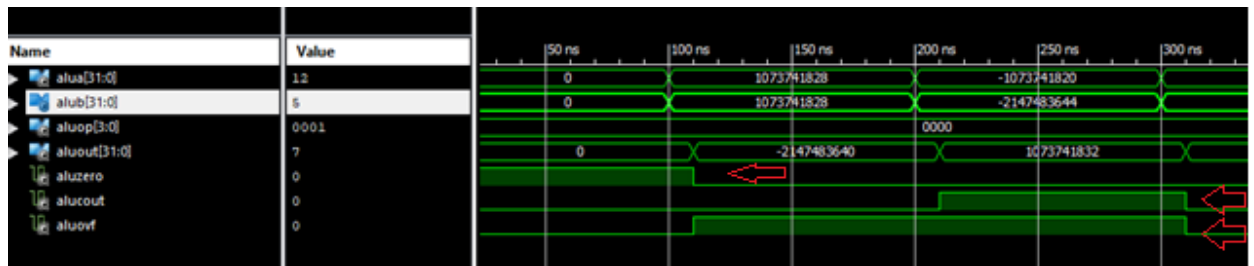 Name Value 50 ns 100 ns 150 ns 200 ns 250 ns 300 ns
alua[31:0] 12 0 1073741828 -1073741820
alub[31:0] 5 0 1073741828 -2147483644
aluop[3:0] 0001 0000
aluout[31:0] 7 0 -2147483640 1073741832
aluzero 0
alucout 0
aluovf 0